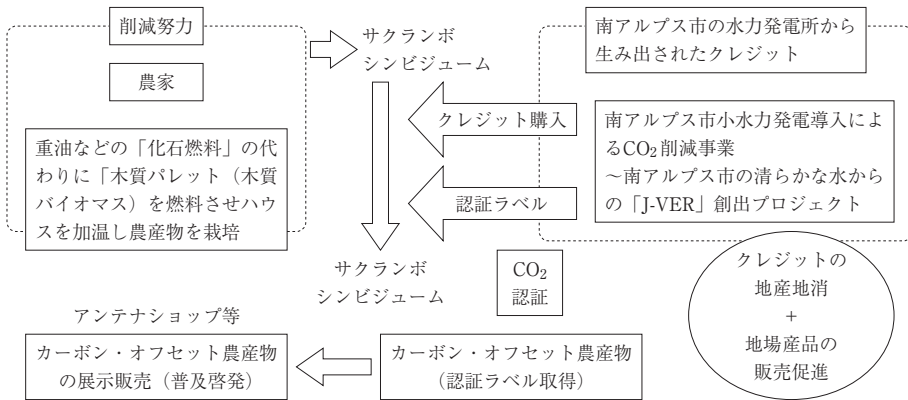 削減努力
農家
重油などの「化石燃料」の代
わりに「木質パレット（木質
バイオマス）を燃料させハウ
スを加温し農産物を栽培
サクランボ
シンビジューム
クレジット購入
認証ラベル
南アルプス市の水力発電所から
生み出されたクレジット
南アルプス市小水力発電導入によ
るCO₂削減事業
～南アルプス市の清らかな水から
の「J-VER」創出プロジェクト
サクランボ
シンビジューム
CO₂
認証
クレジットの
地産地消
+
地場産品の
販売促進
アンテナショップ等
カーボン・オフセット農産物
の展示販売（普及啓発）
カーボン・オフセット農産物
（認証ラベル取得）